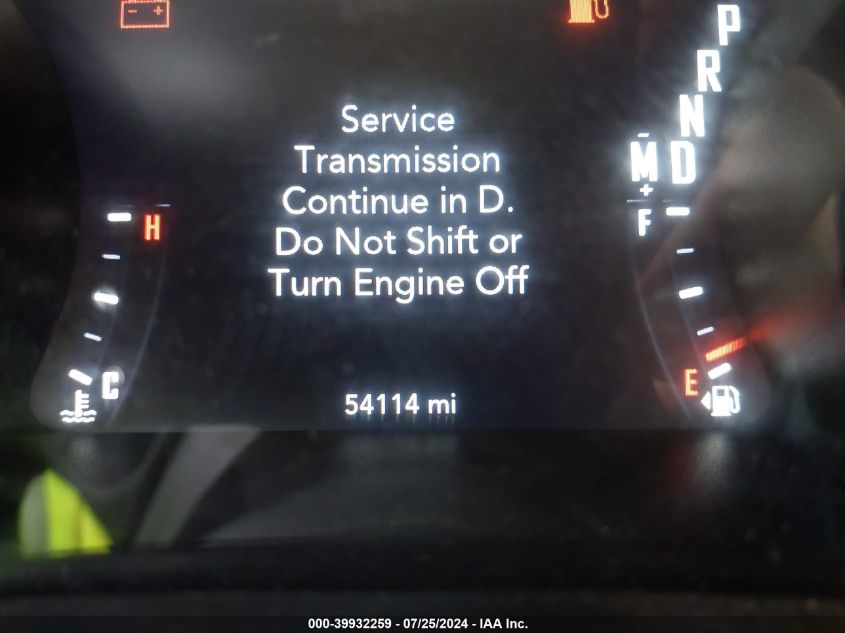 - +
P
R
N
-
M D
+
Service
Transmission
Continue in D.
Do Not Shift or
Turn Engine Off
H
F
C
E
54114 mi
000-39932259 - 07/25/2024 - IAA Inc.